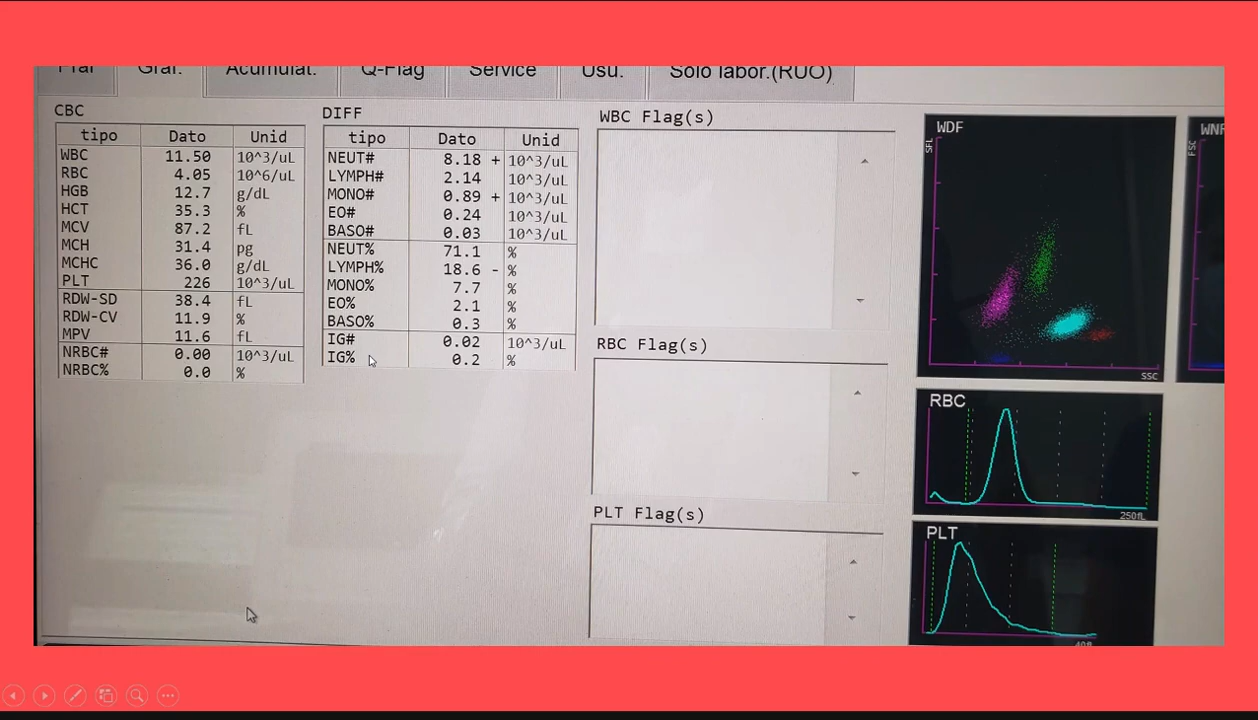 Graf.
Acumulat.
Q-Flag
Service
Usu.
Solo labor.(RUO)
CBC
tipo Dato Unid
WBC 11.50 10^3/uL
RBC 4.05 10^6/uL
HGB 12.7 g/dL
HCT 35.3 %
MCV 87.2 fL
MCH 31.4 pg
MCHC 36.0 g/dL
PLT 226 10^3/uL
RDW-SD 38.4 fL
RDW-CV 11.9 %
MPV 11.6 fL
NRBC# 0.00 10^3/uL
NRBC% 0.0 %
DIFF
tipo Dato Unid
NEUT# 8.18 + 10^3/uL
LYMPH# 2.14 10^3/uL
MONO# 0.89 + 10^3/uL
EO# 0.24 10^3/uL
BASO# 0.03 10^3/uL
NEUT% 71.1 %
LYMPH% 18.6 - %
MONO% 7.7 %
EO% 2.1 %
BASO% 0.3 %
IG# 0.02 10^3/uL
IG% 0.2 %
WBC Flag(s)
RBC Flag(s)
PLT Flag(s)
WDF
SFL
SSC
FSC
RBC
250fL
PLT
40fL